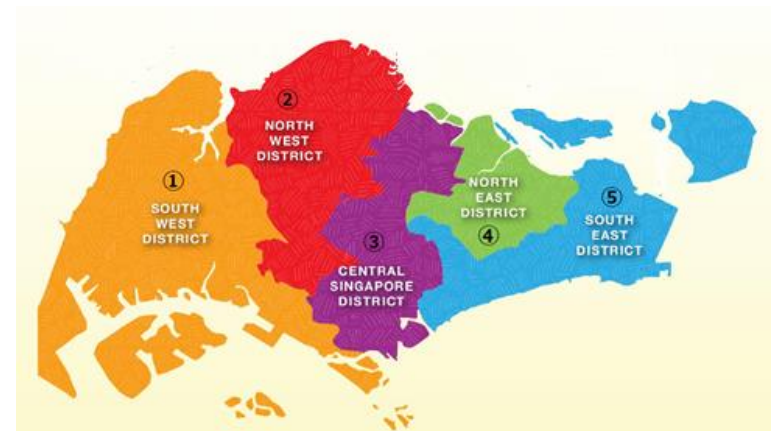 ①
SOUTH
WEST
DISTRICT
②
NORTH
WEST
DISTRICT
③
CENTRAL
SINGAPORE
DISTRICT
NORTH
EAST
DISTRICT
④
⑤
SOUTH
EAST
DISTRICT